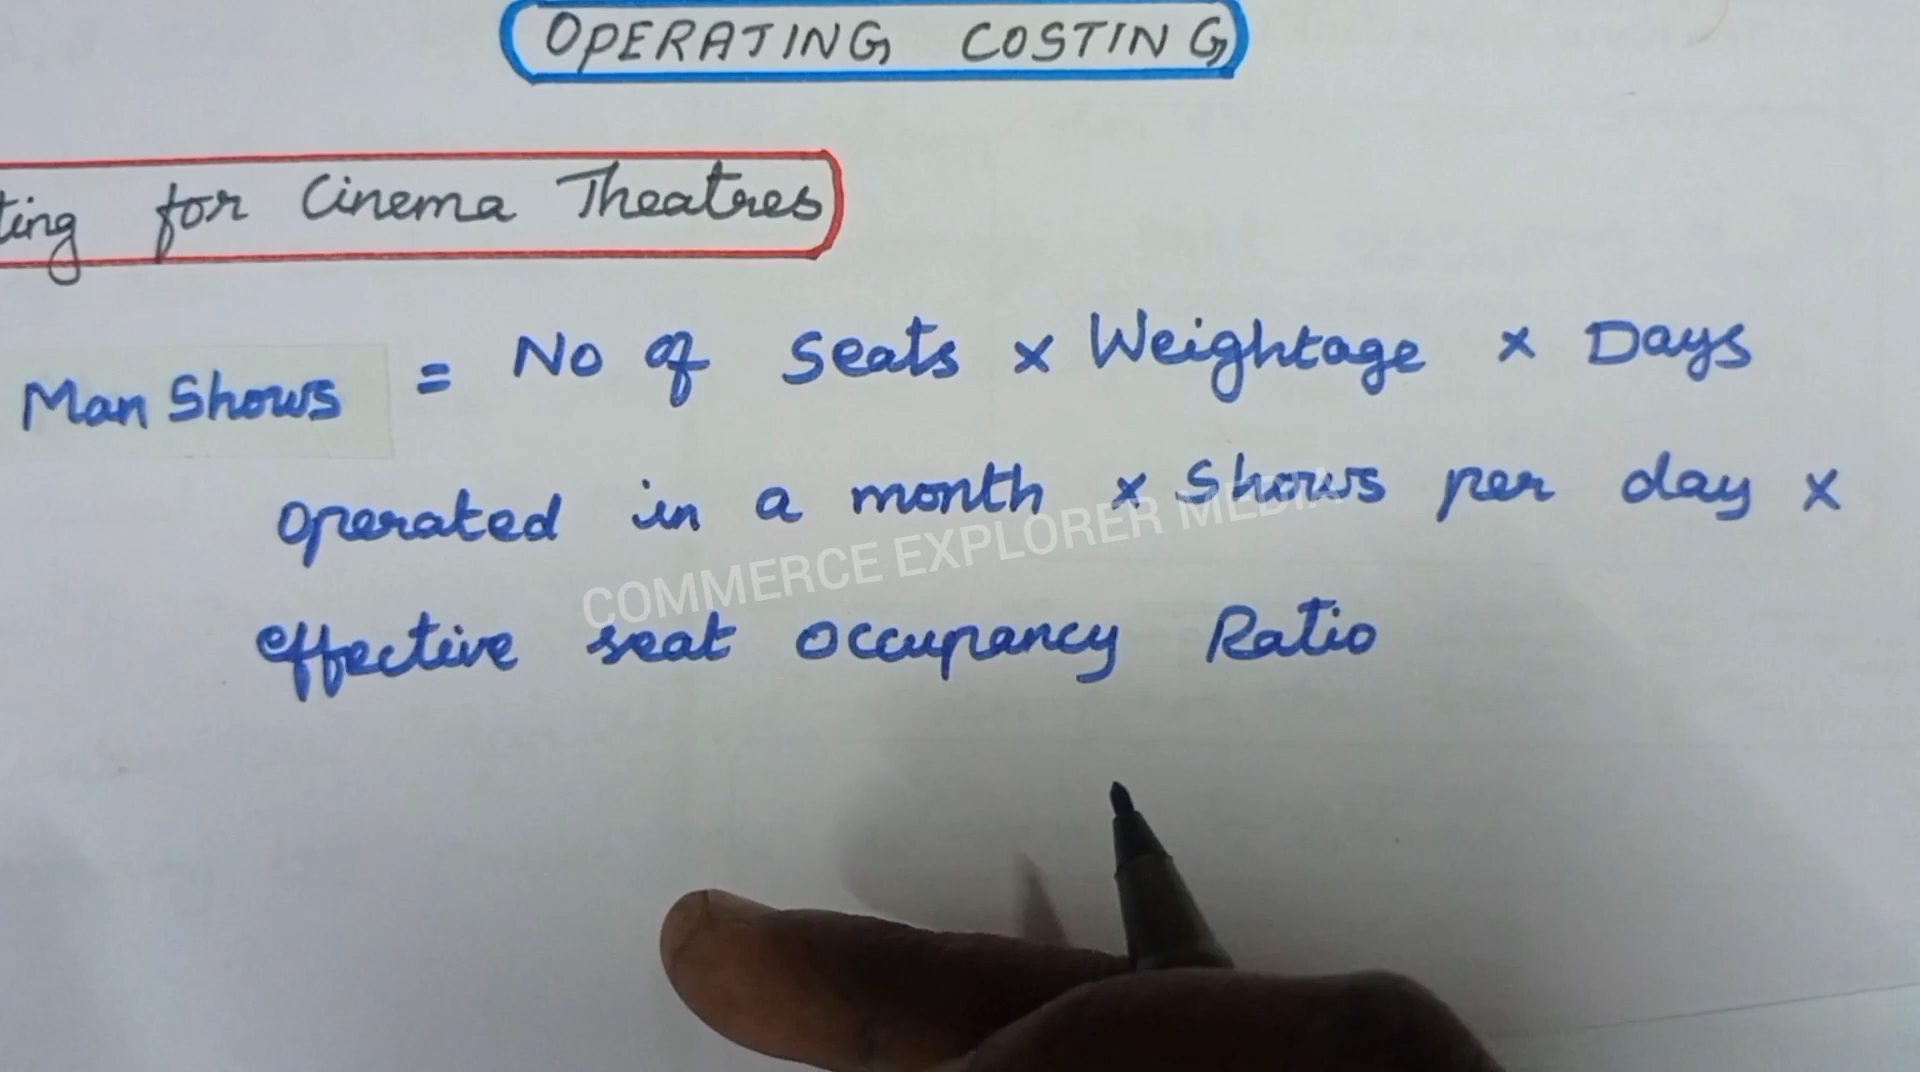 OPERATING COSTING
ting for Cinema Theatres
Man Shows = No of Seats x Weightage x Days
operated in a month x Shows per day x
effective seat occupancy Ratio
COMMERCE EXPLORER MEDIA